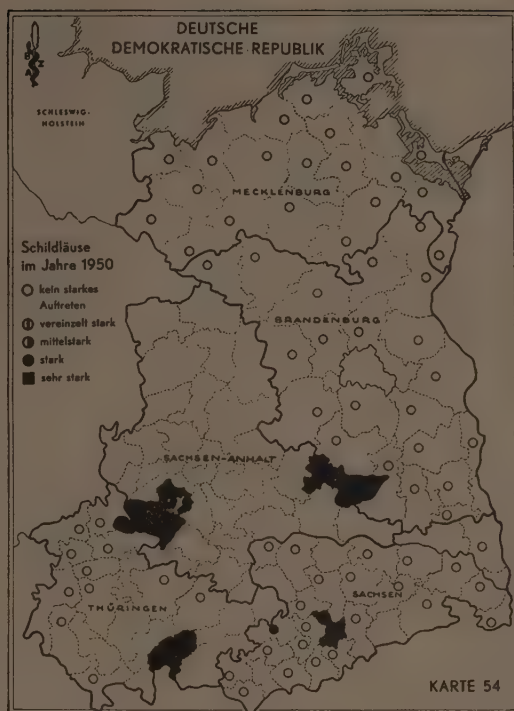 DEUTSCHE
DEMOKRATISCHE REPUBLIK
SCHLESWIG-
HOLSTEIN
MECKLENBURG
Schildläuse
im Jahre 1950
kein starkes
Auftreten
vereinzelt stark
mittelstark
stark
sehr stark
BRANDENBURG
SACHSEN-ANHALT
SACHSEN
THÜRINGEN
KARTE 54